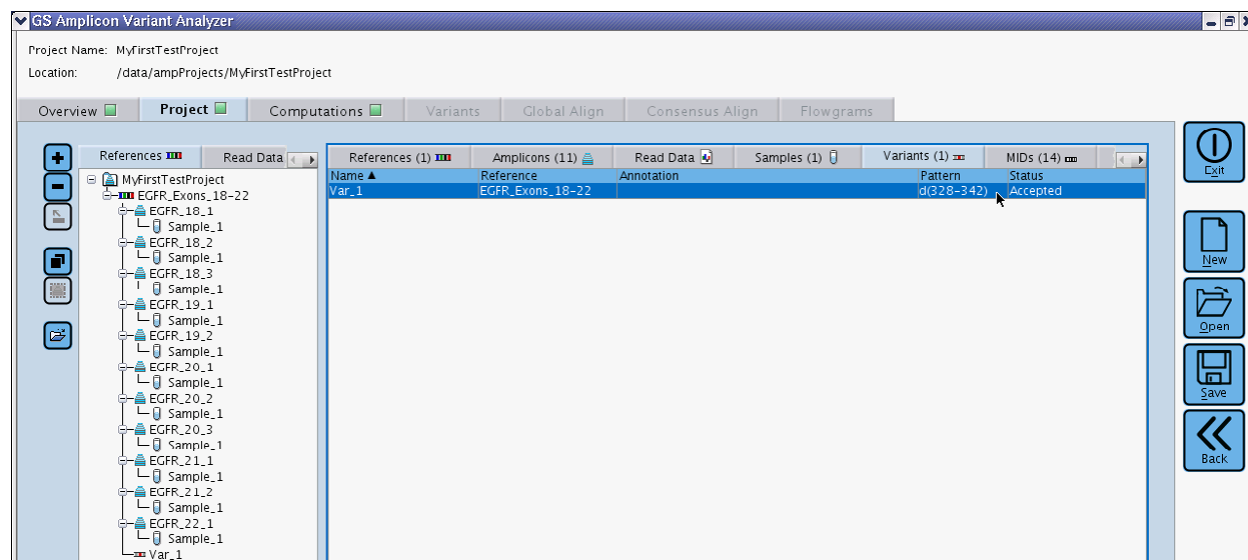 GS Amplicon Variant Analyzer
Project Name: MyFirstTestProject
Location: /data/ampProjects/MyFirstTestProject
Overview Project Computations Variants Global Align Consensus Align Flowgrams
References Read Data
MyFirstTestProject
EGFR_Exons_18-22
EGFR_18_1
Sample_1
EGFR_18_2
Sample_1
EGFR_18_3
Sample_1
EGFR_19_1
Sample_1
EGFR_19_2
Sample_1
EGFR_20_1
Sample_1
EGFR_20_2
Sample_1
EGFR_20_3
Sample_1
EGFR_21_1
Sample_1
EGFR_21_2
Sample_1
EGFR_22_1
Sample_1
Var_1
References (1) Amplicons (11) Read Data Samples (1) Variants (1) MIDs (14)
Name ▲ Reference Annotation Pattern Status
Var_1 EGFR_Exons_18-22 d(328-342) Accepted
Exit
New
Open
Save
Back